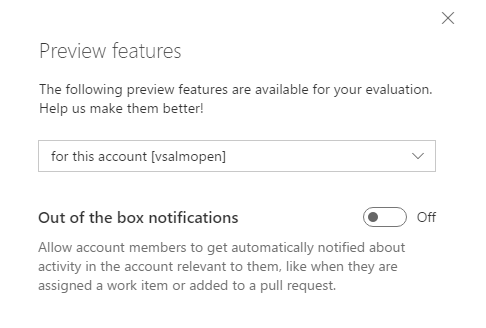 Preview features
The following preview features are available for your evaluation.
Help us make them better!
for this account [vsalmopen]
Out of the box notifications
Off
Allow account members to get automatically notified about
activity in the account relevant to them, like when they are
assigned a work item or added to a pull request.